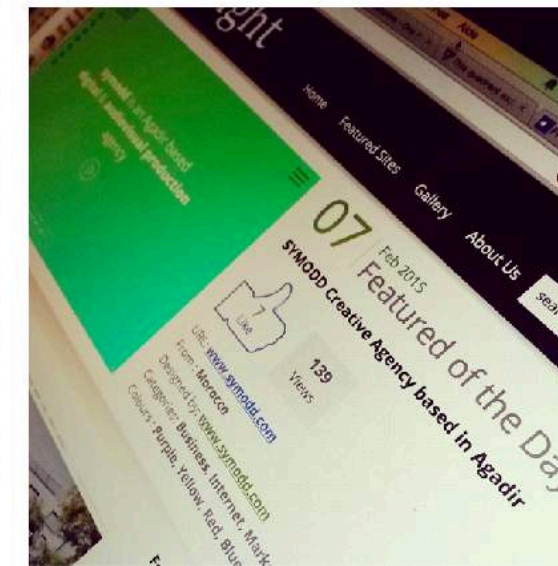 ght
Home
Featured Sites
Gallery
About Us
symodd is an Agadir based
digital & audiovisual production
agency
07
Feb 2015
Featured of the Day
SYMODD Creative Agency based in Agadir
7
Like
139
Views
URL: www.symodd.com
From : Morocco
Designed by: www.symodd.com
Categories: Business, Internet, Mark
Colours : Purple, Yellow, Red, Blue